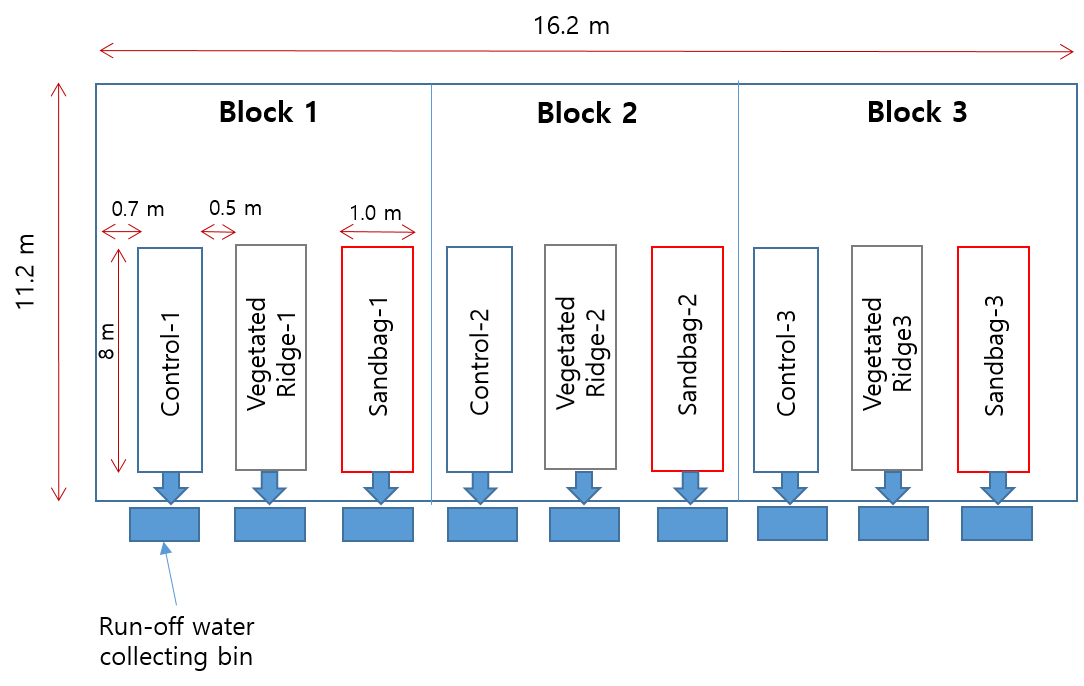 16.2 m
Block 1
Block 2
Block 3
0.7 m
0.5 m
1.0 m
11.2 m
8 m
Control-1
Vegetated
Ridge-1
Sandbag-1
Control-2
Vegetated
Ridge-2
Sandbag-2
Control-3
Vegetated
Ridge3
Sandbag-3
Run-off water
collecting bin